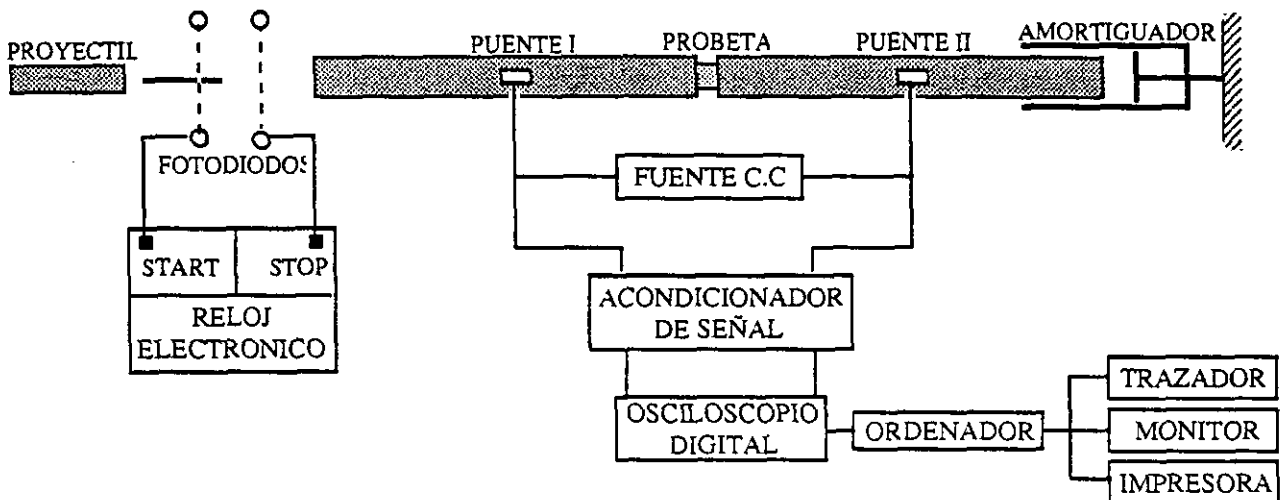 PROYECTIL
PUENTE I
PROBETA
PUENTE II
AMORTIGUADOR
FOTODIODOS
FUENTE C.C
START
STOP
RELOJ
ELECTRONICO
ACONDICIONADOR
DE SEÑAL
OSCILOSCOPIO
DIGITAL
ORDENADOR
TRAZADOR
MONITOR
IMPRESORA